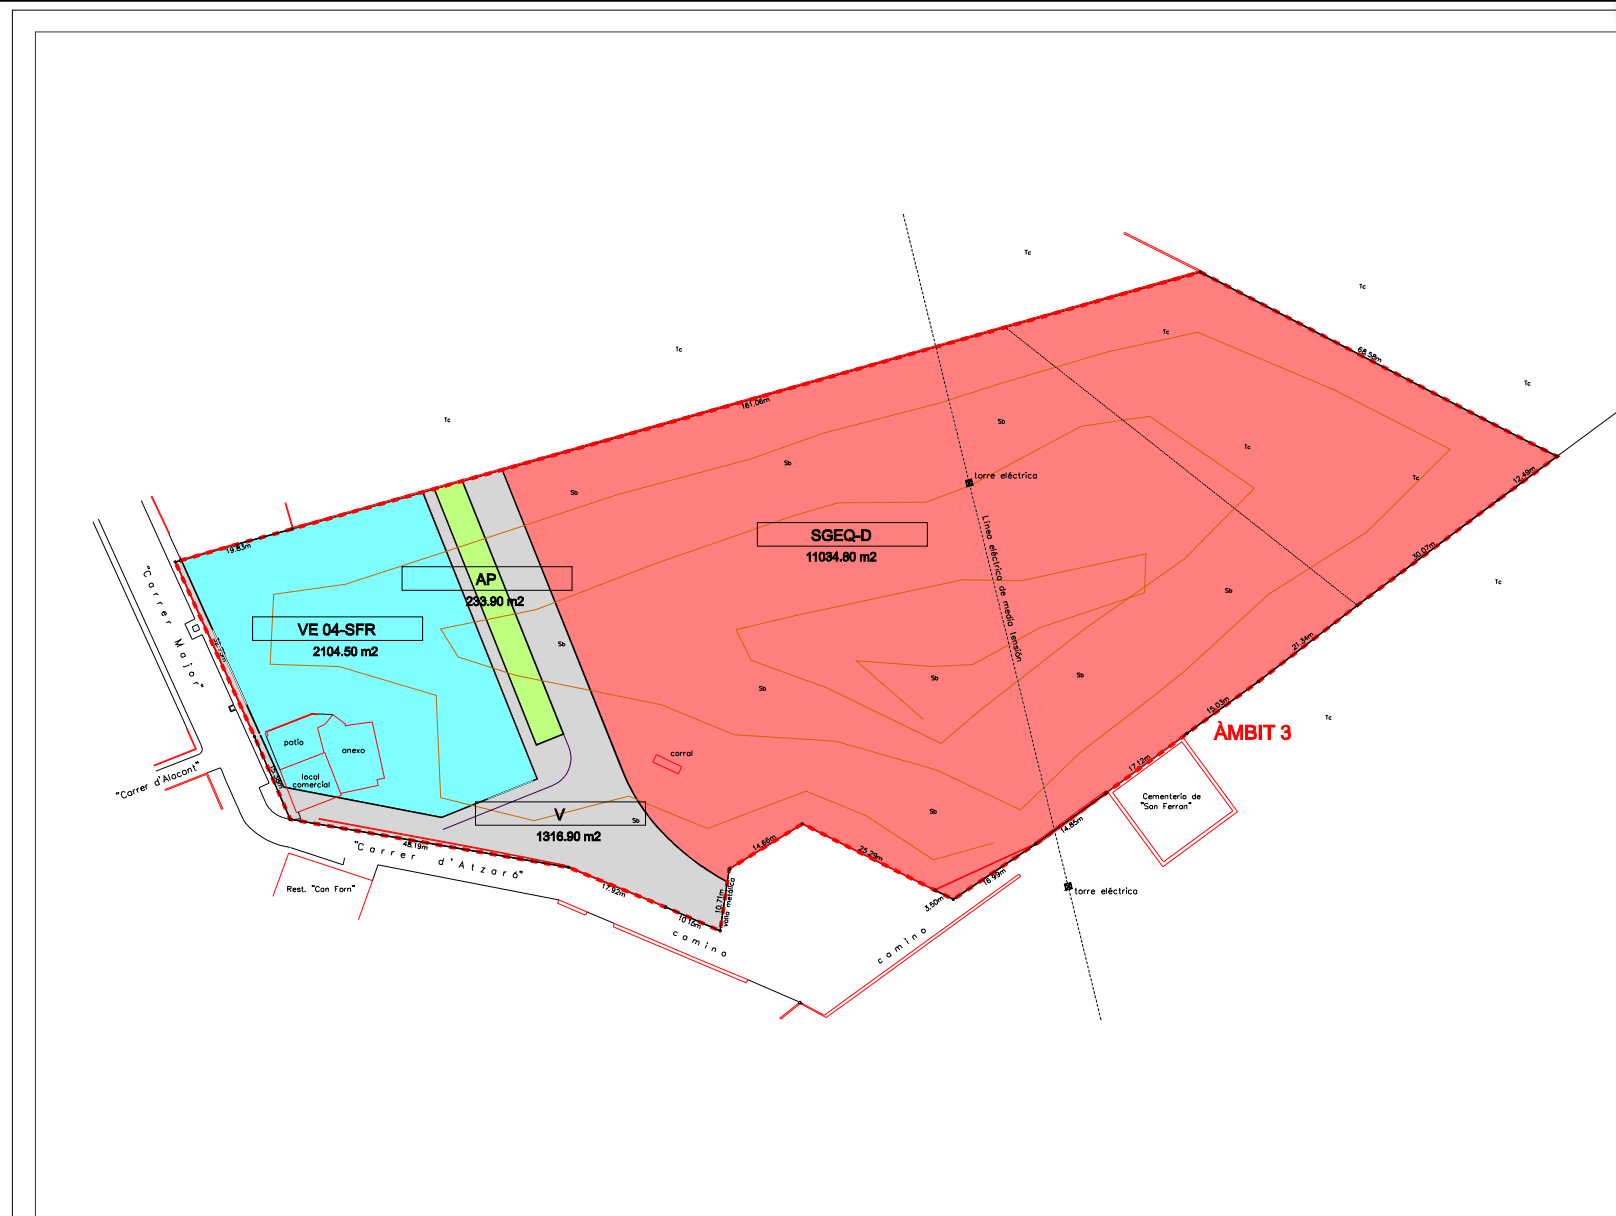 Tc
Tc
Tc
Tc
68.58m
Tc
Tc
161.06m
Tc
Sb
Tc
Sb
torre eléctrica
Tc
12.49m
Sb
SGEQ-D
11034.80 m2
Línea eléctrica de media tensión
30.07m
19.83m
"Carrer Major"
AP
233.90 m2
Tc
Sb
VE 04-SFR
2104.50 m2
Sb
21.34m
Sb
Sb
Sb
15.03m
Tc
ÀMBIT 3
patio
anexo
corral
17.12m
"Carrer d'Alacant"
local
comercial
Cementerio de
"San Ferran"
V
1316.90 m2
Sb
Sb
14.85m
48.19m
"Carrer d'Atzaró"
14.66m
25.29m
Rest. "Can Forn"
17.92m
10.71m
valla metálica
18.99m
torre eléctrica
3.50m
10.16m
camino
camino